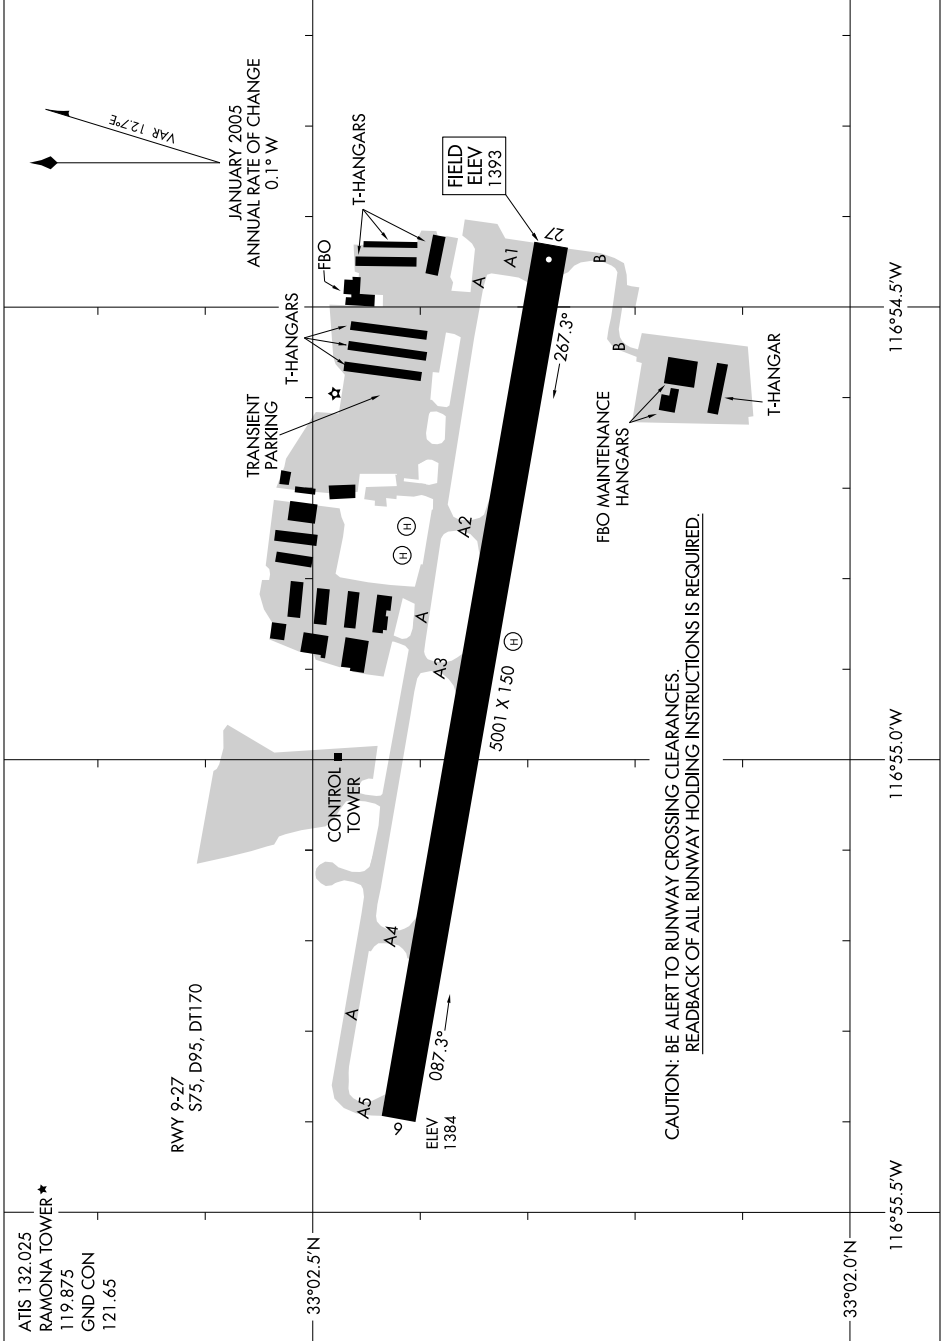 ATIS 132.025
RAMONA TOWER★
119.875
GND CON
121.65
RWY 9-27
S75, D95, DT170
VAR 12.7°E
JANUARY 2005
ANNUAL RATE OF CHANGE
0.1° W
33°02.5'N
33°02.0'N
116°55.5'W
116°55.0'W
116°54.5'W
CONTROL
TOWER
TRANSIENT
PARKING
T-HANGARS
FBO
T-HANGARS
FIELD
ELEV
1393
A5
A
A4
A3
A
A2
A
A1
B
B
H
H
H
9
ELEV
1384
087.3°
5001 X 150
267.3°
27
FBO MAINTENANCE
HANGARS
T-HANGAR
CAUTION: BE ALERT TO RUNWAY CROSSING CLEARANCES.
READBACK OF ALL RUNWAY HOLDING INSTRUCTIONS IS REQUIRED.